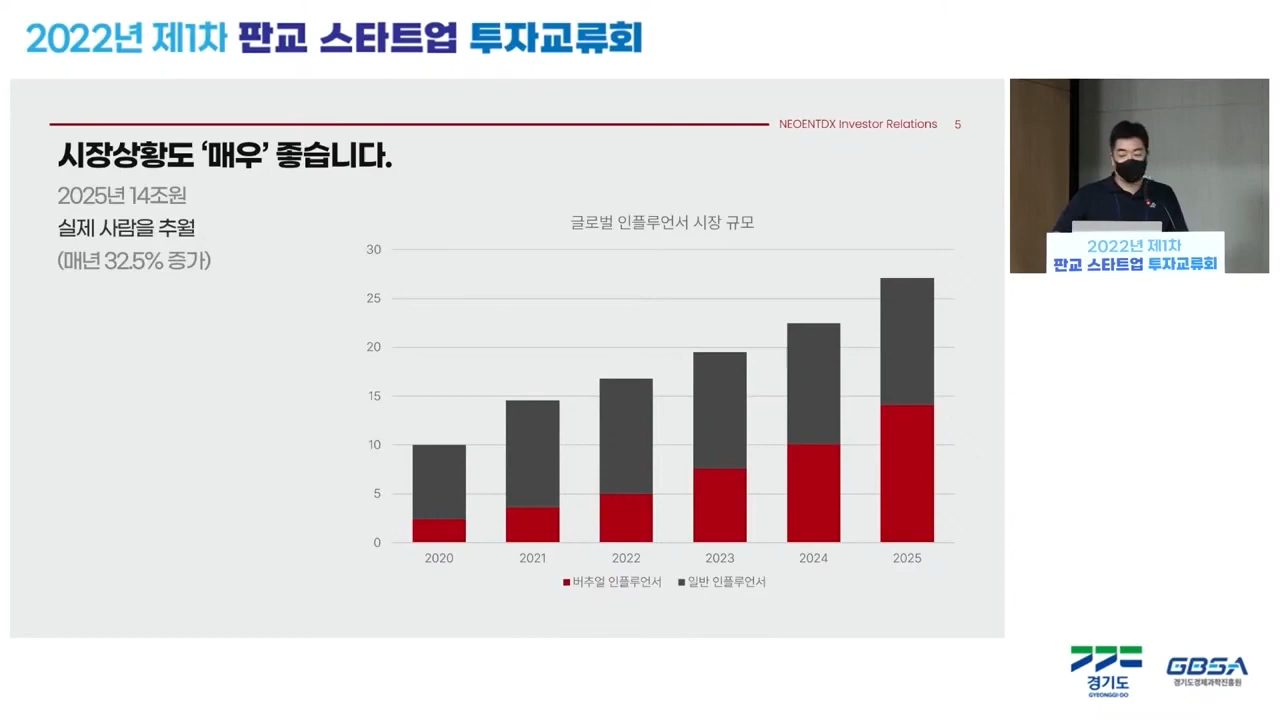 2022년 제1차 판교 스타트업 투자교류회
NEOENTDX Investor Relations 5
시장상황도 ‘매우’ 좋습니다.
2025년 14조원
실제 사람을 추월
(매년 32.5% 증가)
글로벌 인플루언서 시장 규모
30
25
20
15
10
5
0
2020 2021 2022 2023 2024 2025
버추얼 인플루언서 일반 인플루언서
2022년 제1차
판교 스타트업 투자교류회
경기도
GYEONGGI-DO
GBSA
경기도경제과학진흥원